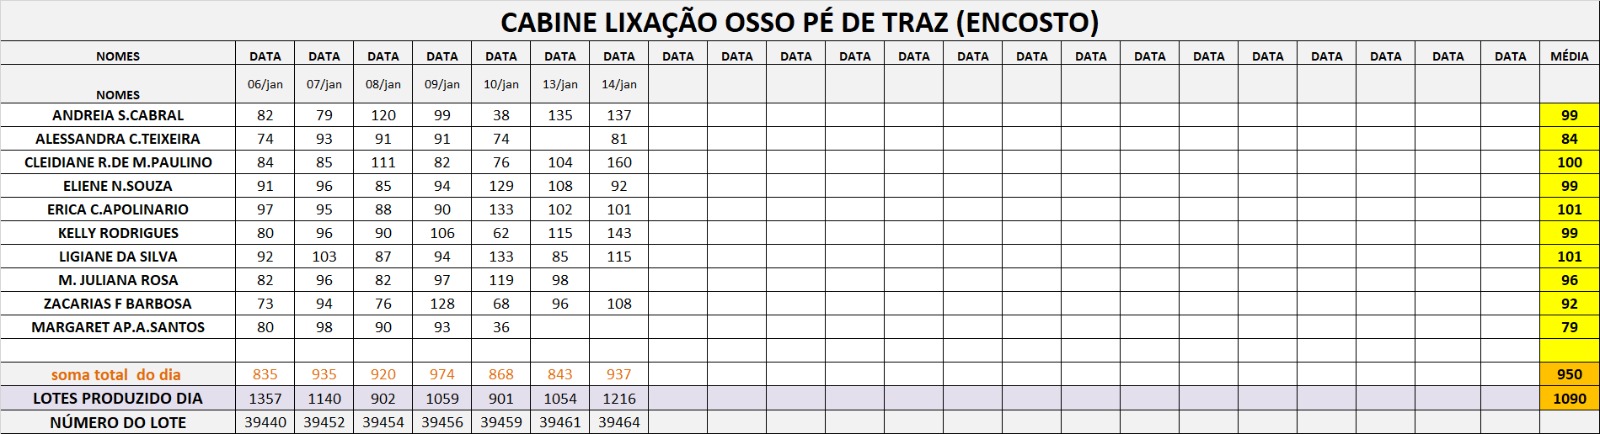 CABINE LIXAÇÃO OSSO PÉ DE TRAZ (ENCOSTO)
NOMES DATA DATA DATA DATA DATA DATA DATA DATA DATA DATA DATA DATA DATA DATA DATA DATA DATA DATA DATA DATA DATA DATA MÉDIA
NOMES 06/jan 07/jan 08/jan 09/jan 10/jan 13/jan 14/jan
ANDREIA S.CABRAL 82 79 120 99 38 135 137 99
ALESSANDRA C.TEIXEIRA 74 93 91 91 74 81 84
CLEIDIANE R.DE M.PAULINO 84 85 111 82 76 104 160 100
ELIENE N.SOUZA 91 96 85 94 129 108 92 99
ERICA C.APOLINARIO 97 95 88 90 133 102 101 101
KELLY RODRIGUES 80 96 90 106 62 115 143 99
LIGIANE DA SILVA 92 103 87 94 133 85 115 101
M. JULIANA ROSA 82 96 82 97 119 98 96
ZACARIAS F BARBOSA 73 94 76 128 68 96 108 92
MARGARET AP.A.SANTOS 80 98 90 93 36 79
soma total do dia 835 935 920 974 868 843 937 950
LOTES PRODUZIDO DIA 1357 1140 902 1059 901 1054 1216 1090
NÚMERO DO LOTE 39440 39452 39454 39456 39459 39461 39464